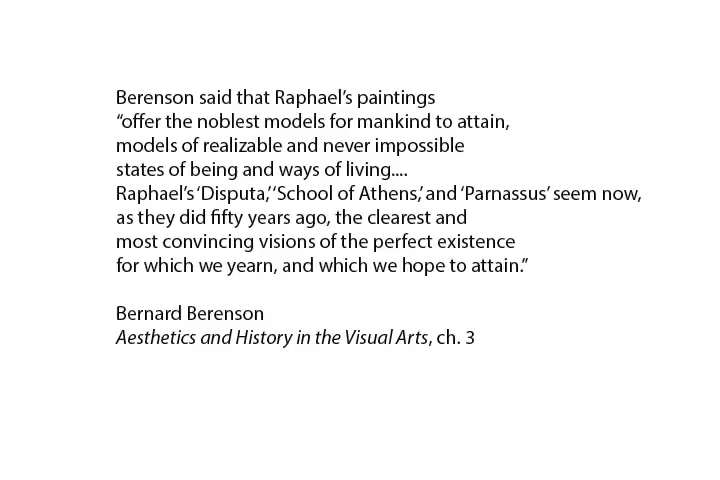 Berenson said that Raphael’s paintings
“offer the noblest models for mankind to attain,
models of realizable and never impossible
states of being and ways of living....
Raphael’s ‘Disputa,’ ‘School of Athens,’ and ‘Parnassus’ seem now,
as they did fifty years ago, the clearest and
most convincing visions of the perfect existence
for which we yearn, and which we hope to attain.”
Bernard Berenson
Aesthetics and History in the Visual Arts, ch. 3